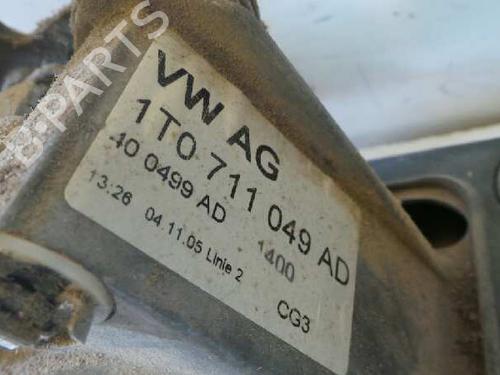 B-PARTS
VW AG
1T0 711 049 AD
40 0499 AD 1400
13:26 04.11.05 Linie 2 CG3